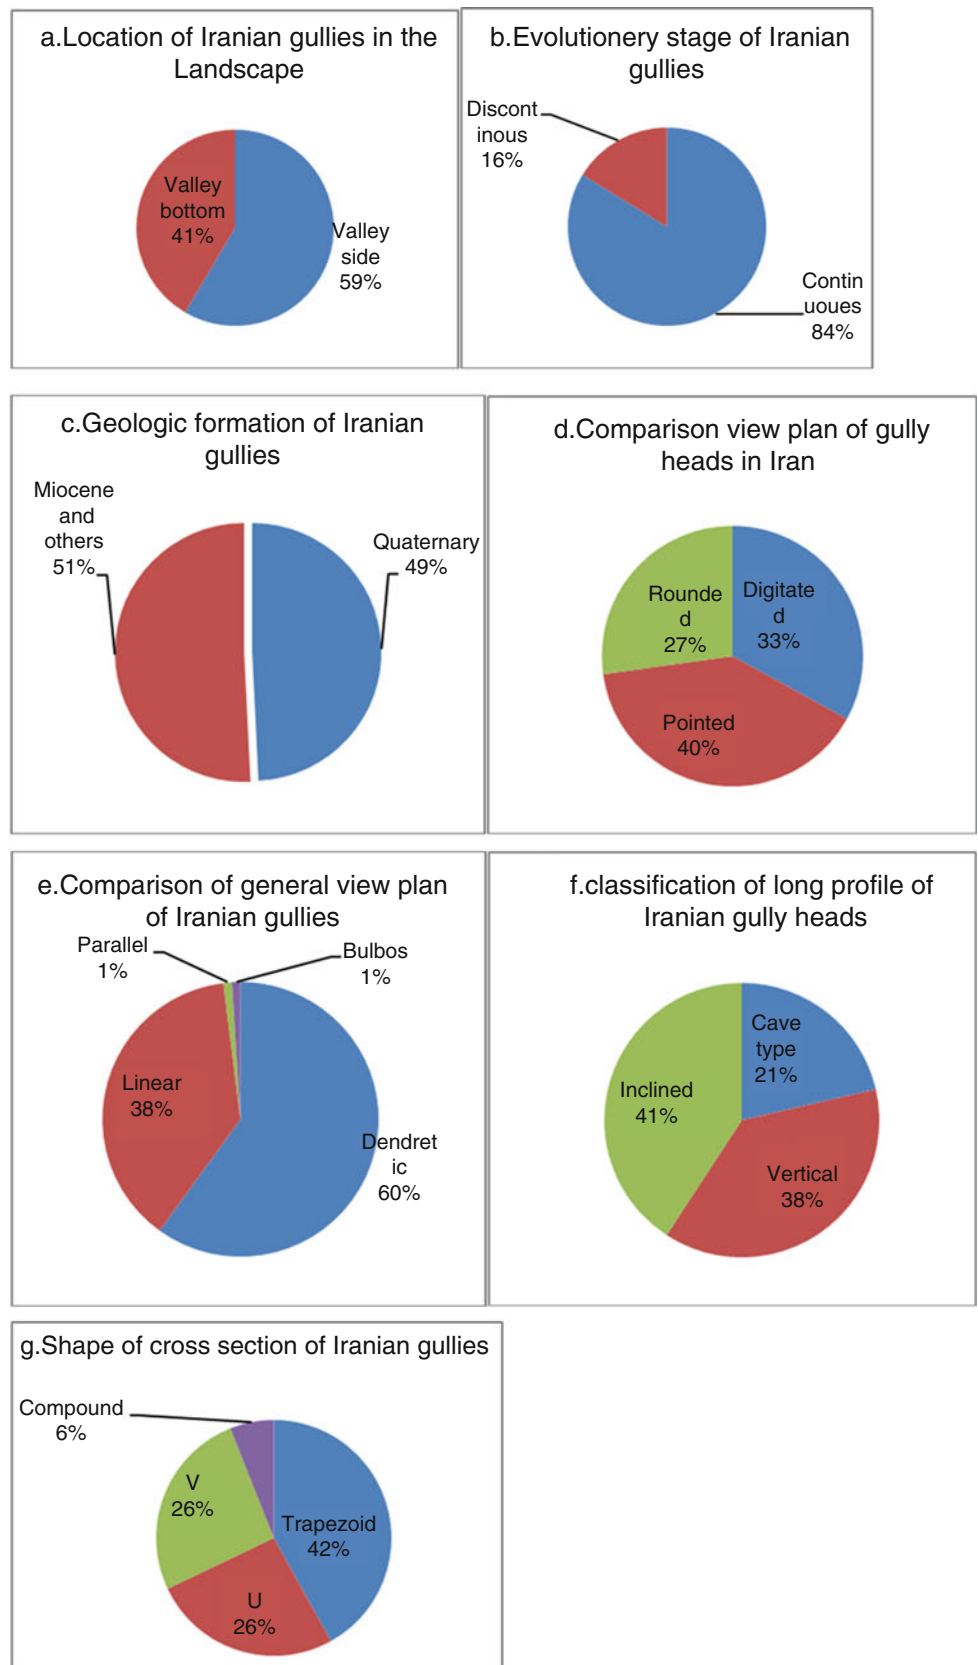 a.Location of Iranian gullies in the
Landscape
Valley
bottom
41%
Valley
side
59%
b.Evolutionery stage of Iranian
gullies
Discont
inous
16%
Contin
uoues
84%
c.Geologic formation of Iranian
gullies
Miocene
and
others
51%
Quaternary
49%
d.Comparison view plan of gully
heads in Iran
Rounde
d
27%
Digitate
d
33%
Pointed
40%
e.Comparison of general view plan
of Iranian gullies
Parallel
1%
Bulbos
1%
Linear
38%
Dendret
ic
60%
f.classification of long profile of
Iranian gully heads
Cave
type
21%
Inclined
41%
Vertical
38%
g.Shape of cross section of Iranian gullies
Compound
6%
V
26%
Trapezoid
42%
U
26%